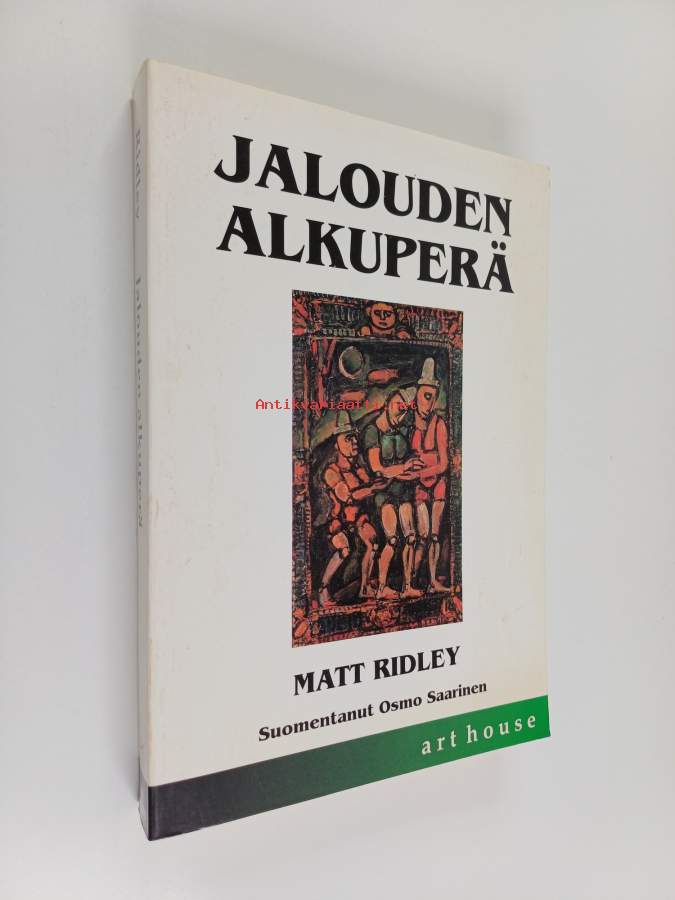 JALOUDEN
ALKUPERÄ
Antikvariaatti.net
MATT RIDLEY
Suomentanut Osmo Saarinen
art house
Ridley Jalouden alkuperä